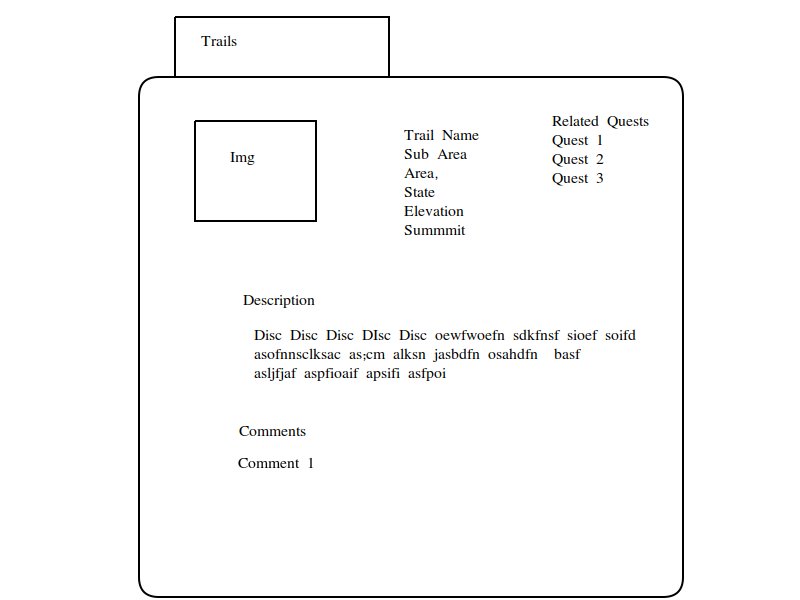 Trails
Img
Trail Name
Sub Area
Area,
State
Elevation
Summmit
Related Quests
Quest 1
Quest 2
Quest 3
Description
Disc Disc Disc DIsc Disc oewfwoefn sdkfnsf sioef soifd
asofnnsclksac as;cm alksn jasbdfn osahdfn basf
asljfjaf aspfioaif apsifi asfpoi
Comments
Comment 1